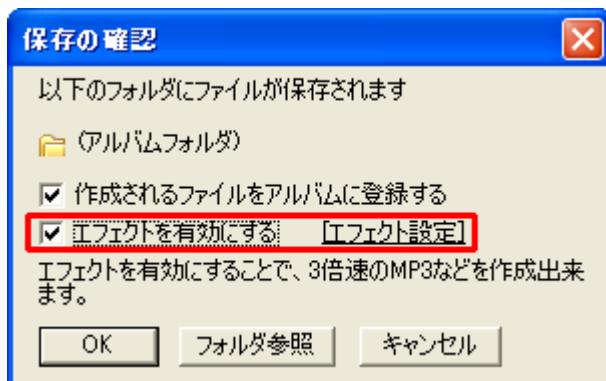 保存の確認
以下のフォルダにファイルが保存されます
(アルバムフォルダ)
作成されるファイルをアルバムに登録する
エフェクトを有効にする [エフェクト設定]
エフェクトを有効にすることで、3倍速のMP3などを作成出来
ます。
OK フォルダ参照 キャンセル